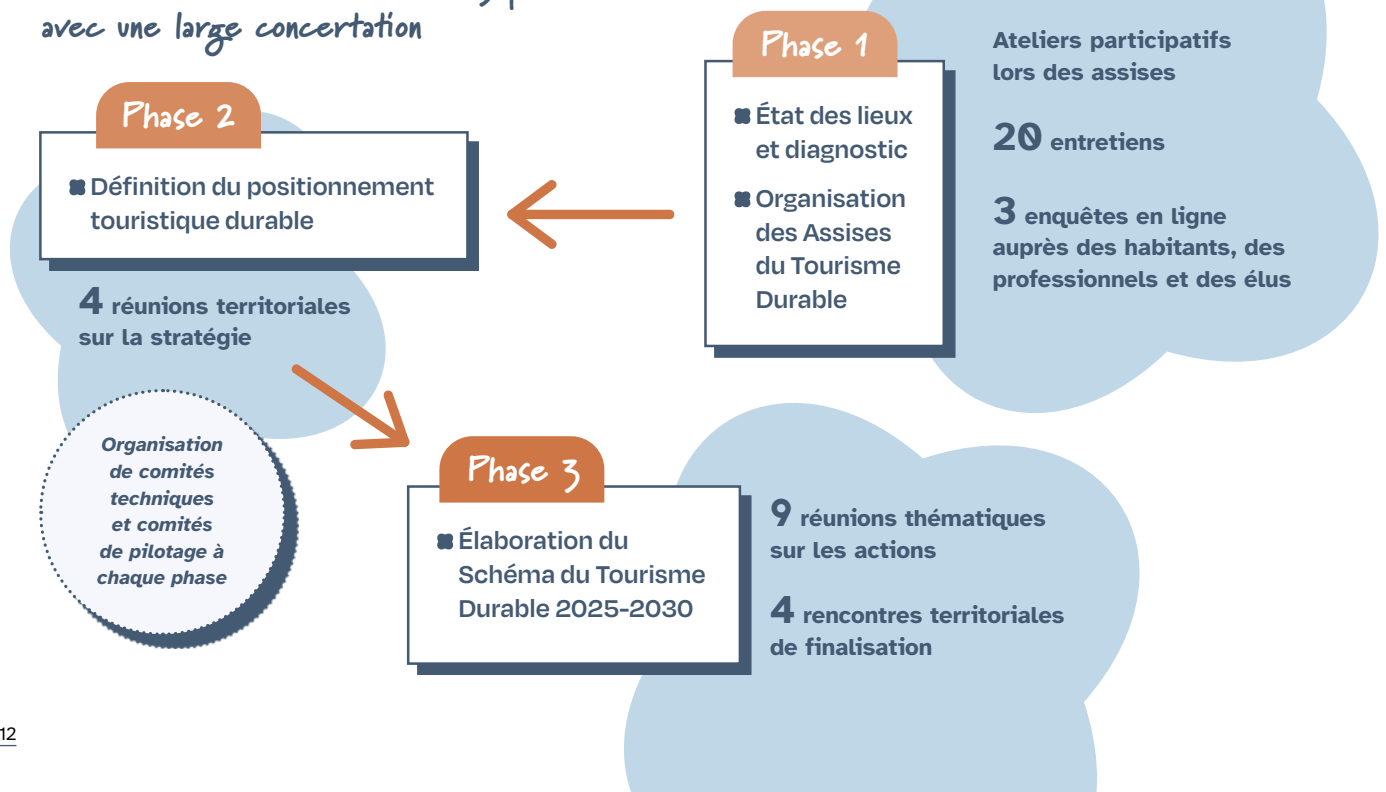 avec une large concertation
Phase 1
État des lieux
et diagnostic
Organisation
des Assises
du Tourisme
Durable
Ateliers participatifs
lors des assises
20 entretiens
3 enquêtes en ligne
auprès des habitants, des
professionnels et des élus
Phase 2
Définition du positionnement
touristique durable
4 réunions territoriales
sur la stratégie
Organisation
de comités
techniques
et comités
de pilotage à
chaque phase
Phase 3
Élaboration du
Schéma du Tourisme
Durable 2025-2030
9 réunions thématiques
sur les actions
4 rencontres territoriales
de finalisation
12